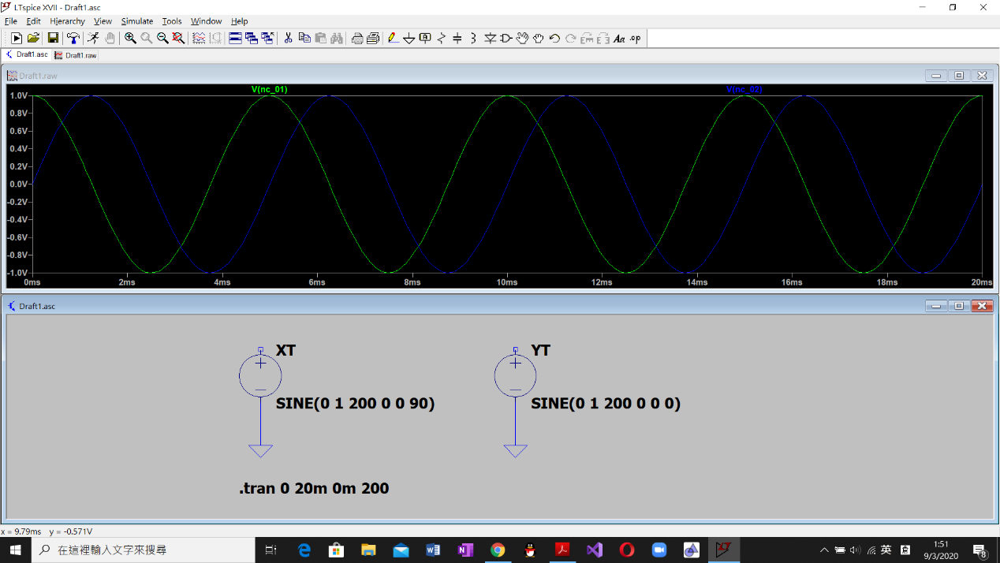 LTspice XVII - Draft1.asc
File Edit Hierarchy View Simulate Tools Window Help
Draft1.asc Draft1.raw
Draft1.raw
V(nc_01) V(nc_02)
1.0V
0.8V
0.6V
0.4V
0.2V
0.0V
-0.2V
-0.4V
-0.6V
-0.8V
-1.0V
0ms 2ms 4ms 6ms 8ms 10ms 12ms 14ms 16ms 18ms 20ms
Draft1.asc
XT YT
SINE(0 1 200 0 0 90) SINE(0 1 200 0 0 0)
.tran 0 20m 0m 200
x = 9.79ms y = -0.571V
在這裡輸入文字來搜尋
英
1:51
9/3/2020
8